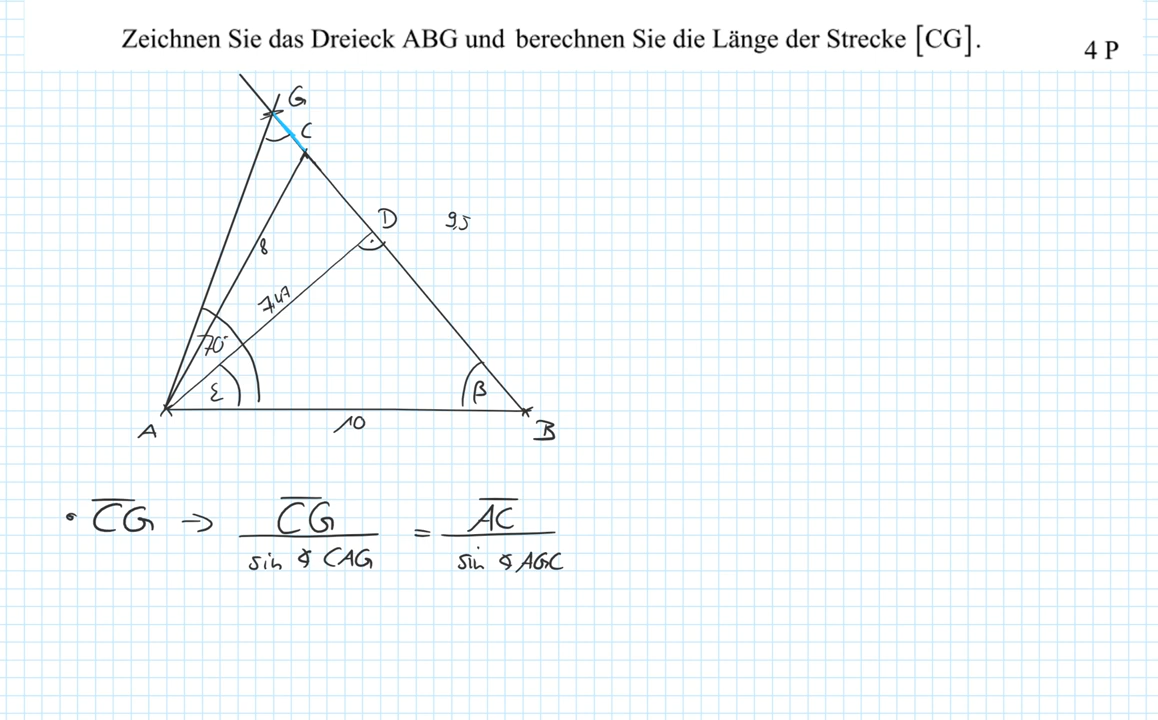 Zeichnen Sie das Dreieck ABG und berechnen Sie die Länge der Strecke [CG].
4 P
G
C
D
9,5
8
7,47
70°
ε
β
A
10
B
• CG ⇒ CG / sin ∢ CAG = AC / sin ∢ AGC